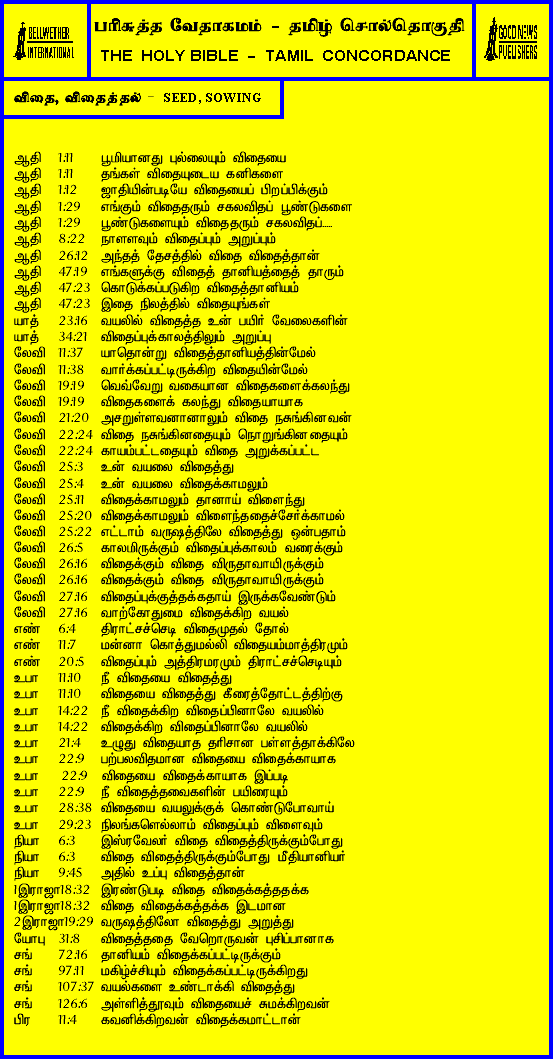 BELLWETHER
INTERNATIONAL
பரிசுத்த வேதாகமம் - தமிழ் சொல்தொகுதி
THE HOLY BIBLE - TAMIL CONCORDANCE
GOOD NEWS
PUBLISHERS
விதை, விதைத்தல் - SEED, SOWING
ஆதி 1:11 பூமியானது புல்லையும் விதையை
ஆதி 1:11 தங்கள் விதையுடைய கனிகளை
ஆதி 1:12 ஜாதியின்படியே விதையைப் பிறப்பிக்கும்
ஆதி 1:29 எங்கும் விதைதரும் சகலவிதப் பூண்டுகளை
ஆதி 1:29 பூண்டுகளையும் விதைதரும் சகலவிதப்.....
ஆதி 8:22 நாளளவும் விதைப்பும் அறுப்பும்
ஆதி 26:12 அந்தத் தேசத்தில் விதை விதைத்தான்
ஆதி 47:19 எங்களுக்கு விதைத் தானியத்தைத் தாரும்
ஆதி 47:23 கொடுக்கப்படுகிற விதைத்தானியம்
ஆதி 47:23 இதை நிலத்தில் விதையுங்கள்
யாத் 23:16 வயலில் விதைத்த உன் பயிர் வேலைகளின்
யாத் 34:21 விதைப்புக்காலத்திலும் அறுப்பு
லேவி 11:37 யாதொன்று விதைத்தானியத்தின்மேல்
லேவி 11:38 வார்க்கப்பட்டிருக்கிற விதையின்மேல்
லேவி 19:19 வெவ்வேறு வகையான விதைகளைக்கலந்து
லேவி 19:19 விதைகளைக் கலந்து விதையாயாக
லேவி 21:20 அசறுள்ளவனானாலும் விதை நசுங்கினவன்
லேவி 22:24 விதை நசுங்கினதையும் நொறுங்கினதையும்
லேவி 22:24 காயம்பட்டதையும் விதை அறுக்கப்பட்ட
லேவி 25:3 உன் வயலை விதைத்து
லேவி 25:4 உன் வயலை விதைக்காமலும்
லேவி 25:11 விதைக்காமலும் தானாய் விளைந்து
லேவி 25:20 விதைக்காமலும் விளைந்ததைச்சேர்க்காமல்
லேவி 25:22 எட்டாம் வருஷத்திலே விதைத்து ஒன்பதாம்
லேவி 26:5 காலமிருக்கும் விதைப்புக்காலம் வரைக்கும்
லேவி 26:16 விதைக்கும் விதை விருதாவாயிருக்கும்
லேவி 26:16 விதைக்கும் விதை விருதாவாயிருக்கும்
லேவி 27:16 விதைப்புக்குத்தக்கதாய் இருக்கவேண்டும்
லேவி 27:16 வாற்கோதுமை விதைக்கிற வயல்
எண் 6:4 திராட்சச்செடி விதைமுதல் தோல்
எண் 11:7 மன்னா கொத்துமல்லி விதையம்மாத்திரமும்
எண் 20:5 விதைப்பும் அத்திமரமும் திராட்சச்செடியும்
உபா 11:10 நீ விதையை விதைத்து
உபா 11:10 விதையை விதைத்து கீரைத்தோட்டத்திற்கு
உபா 14:22 நீ விதைக்கிற விதைப்பினாலே வயலில்
உபா 14:22 விதைக்கிற விதைப்பினாலே வயலில்
உபா 21:4 உழுது விதையாத தரிசான பள்ளத்தாக்கிலே
உபா 22:9 பற்பலவிதமான விதையை விதைக்காயாக
உபா 22:9 விதையை விதைக்காயாக இப்படி
உபா 22:9 நீ விதைத்தவைகளின் பயிரையும்
உபா 28:38 விதையை வயலுக்குக் கொண்டுபோவாய்
உபா 29:23 நிலங்களெல்லாம் விதைப்பும் விளைவும்
நியா 6:3 இஸ்ரவேலர் விதை விதைத்திருக்கும்போது
நியா 6:3 விதை விதைத்திருக்கும்போது மீதியானியர்
நியா 9:45 அதில் உப்பு விதைத்தான்
1இராஜா18:32 இரண்டுபடி விதை விதைக்கத்ததக்க
1இராஜா18:32 விதை விதைக்கத்தக்க இடமான
2இராஜா19:29 வருஷத்திலோ விதைத்து அறுத்து
யோபு 31:8 விதைத்ததை வேறொருவன் புசிப்பானாக
சங் 72:16 தானியம் விதைக்கப்பட்டிருக்கும்
சங் 97:11 மகிழ்ச்சியும் விதைக்கப்பட்டிருக்கிறது
சங் 107:37 வயல்களை உண்டாக்கி விதைத்து
சங் 126:6 அள்ளித்தூவும் விதையைச் சுமக்கிறவன்
பிர 11:4 கவனிக்கிறவன் விதைக்கமாட்டான்